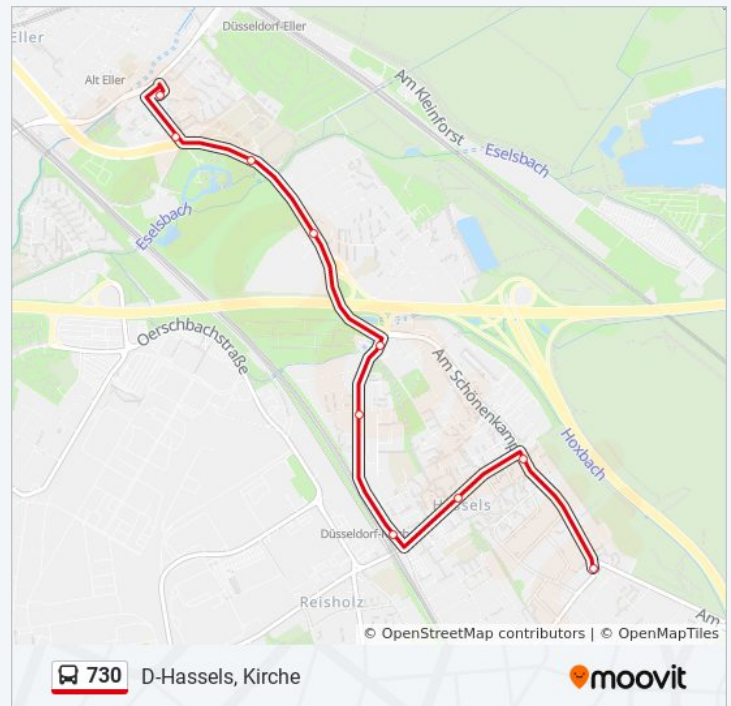 Düsseldorf-Eller
Eller
Alt Eller
Am Kleinforst
Eselsbach
Eselsbach
Oerschbachstraße
Am Schönenkamp
Hoxbach
Hassels
Reisholz
Am
© OpenStreetMap contributors | © OpenMapTiles
730 D-Hassels, Kirche
moovit